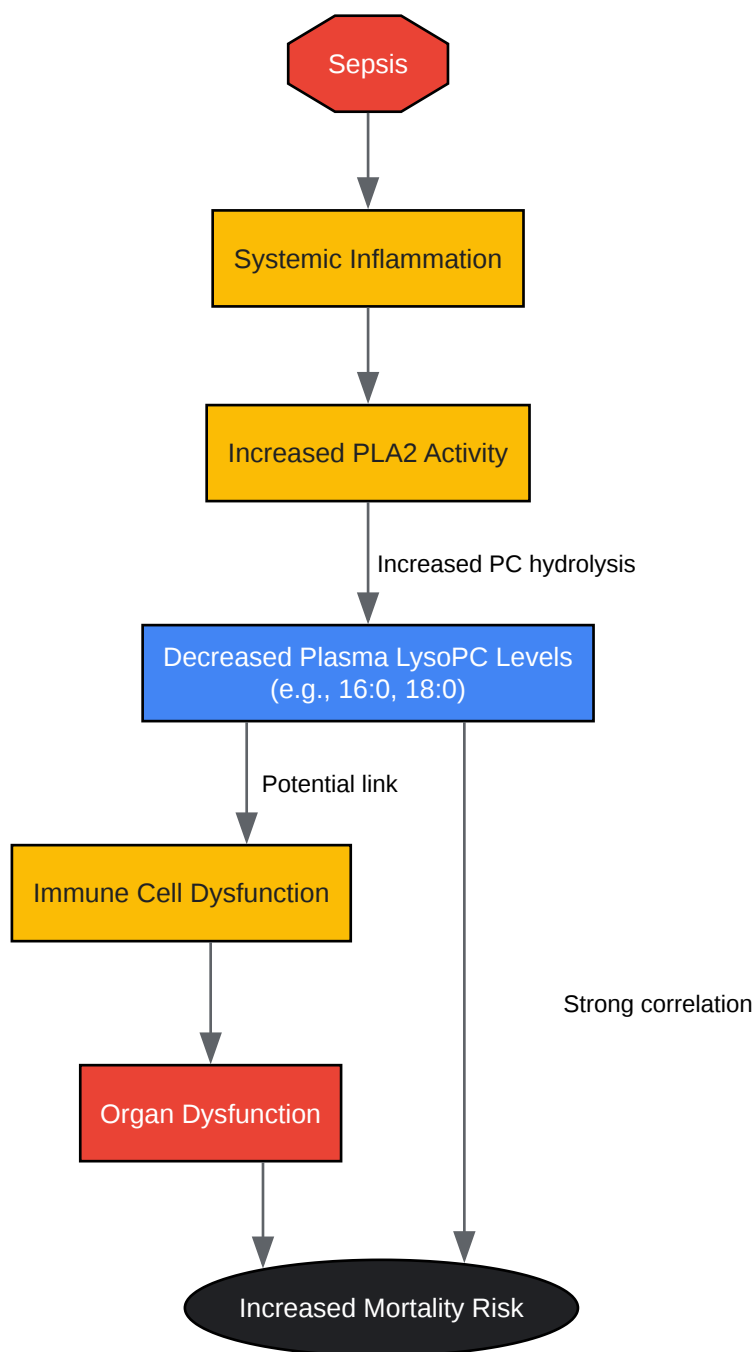 Sepsis
Systemic Inflammation
Increased PLA2 Activity
Increased PC hydrolysis
Decreased Plasma LysoPC Levels
(e.g., 16:0, 18:0)
Potential link
Immune Cell Dysfunction
Strong correlation
Organ Dysfunction
Increased Mortality Risk